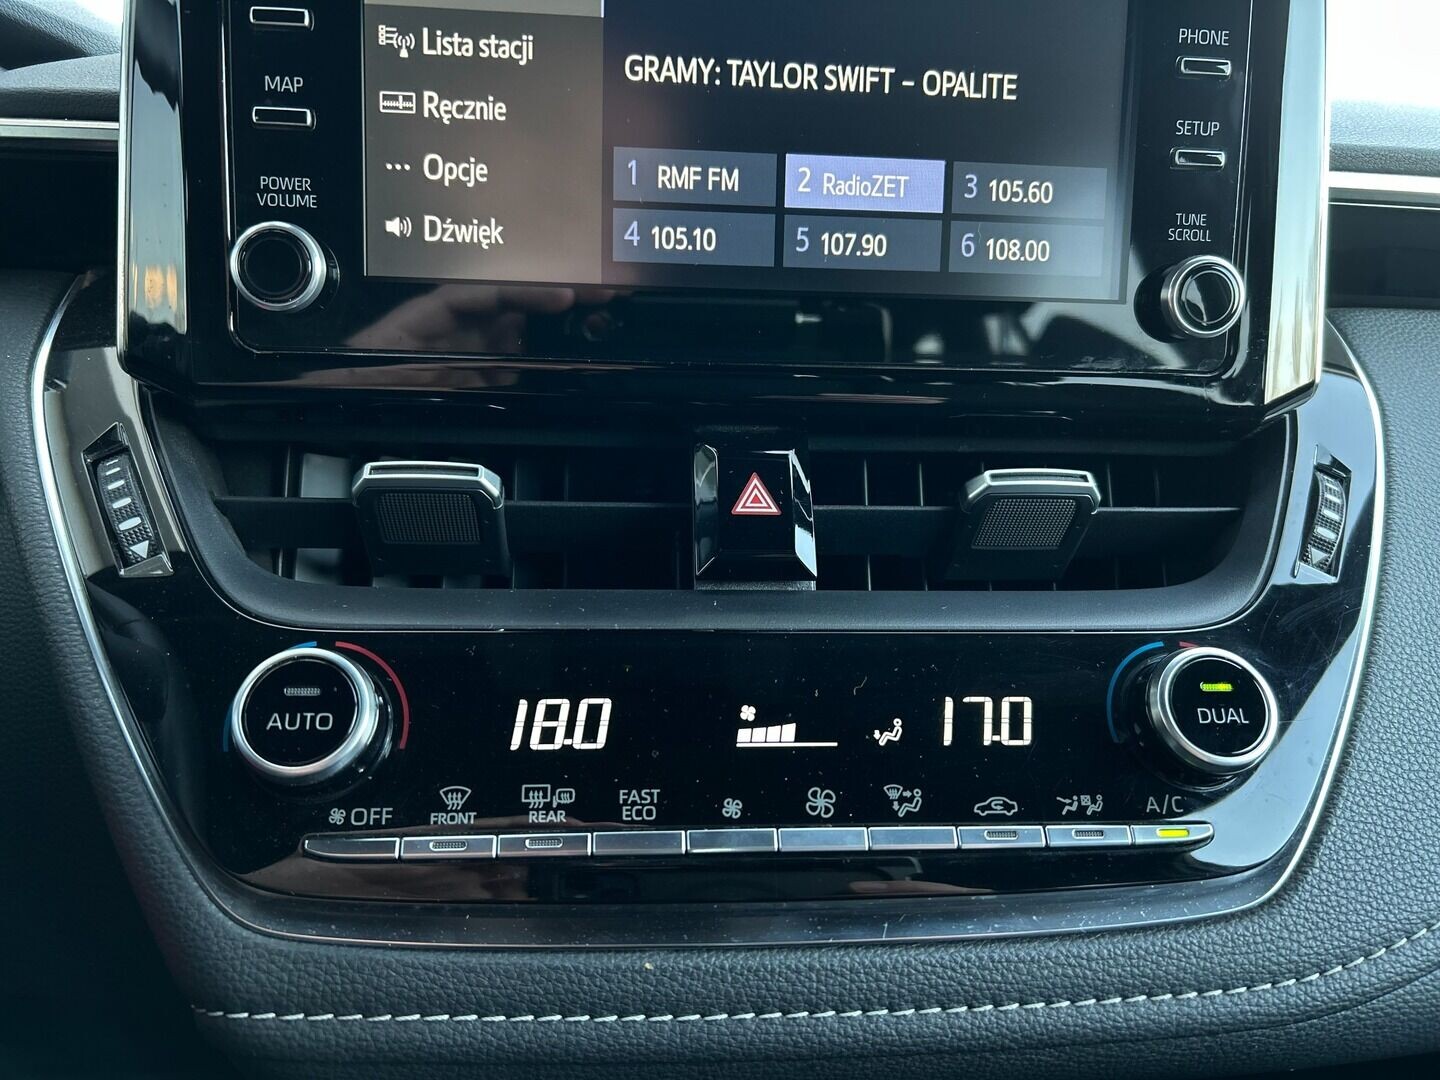 MAP
POWER
VOLUME
Lista stacji
Ręcznie
Opcje
Dźwięk
GRAMY: TAYLOR SWIFT – OPALITE
1 RMF FM
2 RadioZET
3 105.60
4 105.10
5 107.90
6 108.00
PHONE
SETUP
TUNE
SCROLL
AUTO
18.0
17.0
DUAL
OFF
FRONT
REAR
FAST
ECO
A/C